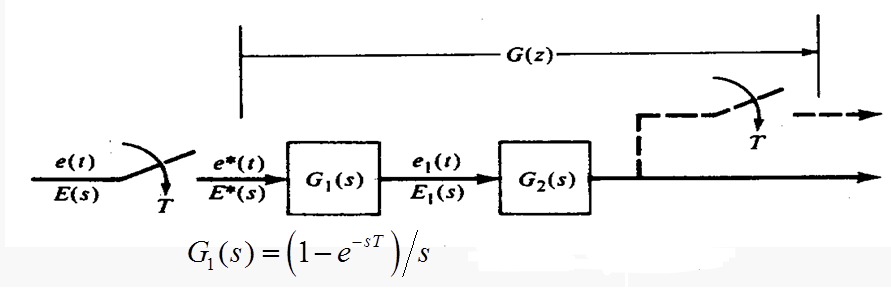 G(z)
T
e(t) e*(t) e₁(t)
E(s) T E*(s) G₁(s) E₁(s) G₂(s)
G₁(s) = (1 − e⁻ˢᵀ)/s